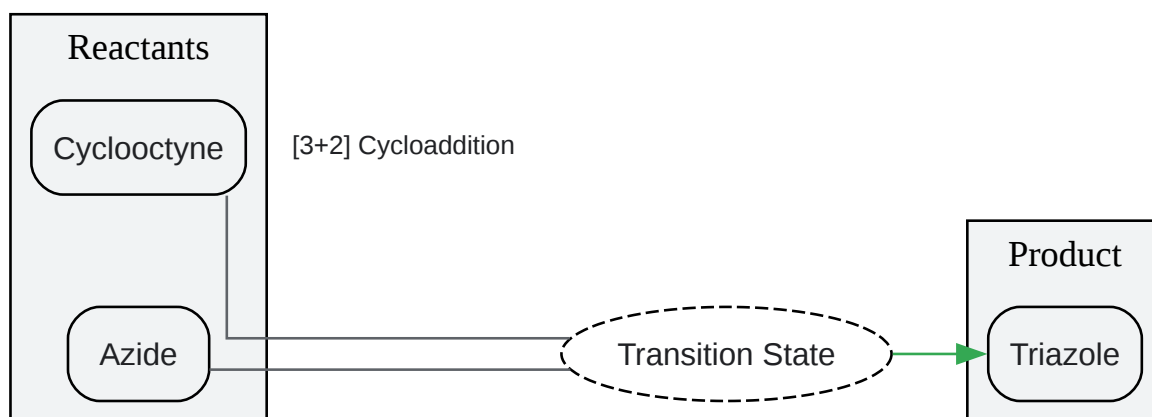 Reactants
Cyclooctyne
[3+2] Cycloaddition
Product
Azide
Transition State
Triazole